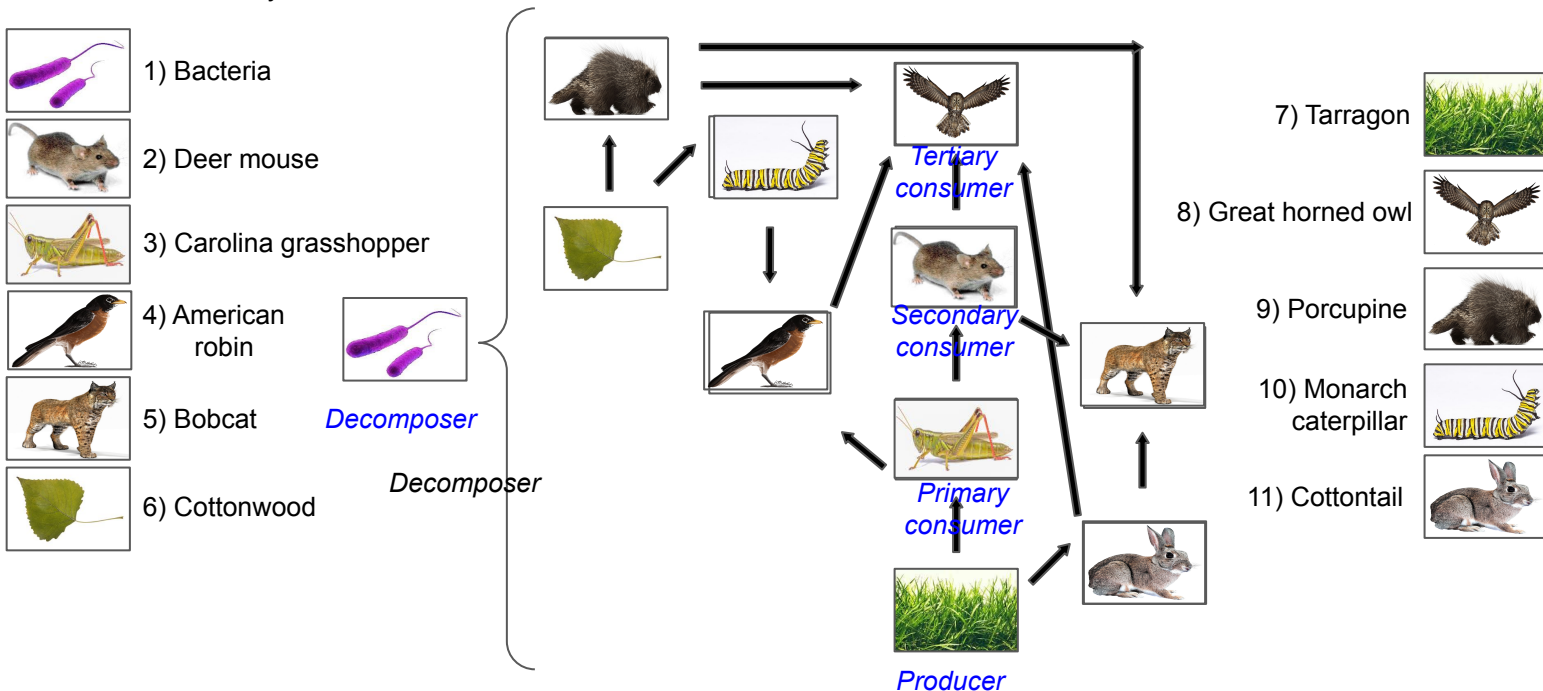 1) Bacteria
2) Deer mouse
3) Carolina grasshopper
4) American
robin
5) Bobcat
6) Cottonwood
Decomposer
Decomposer
Tertiary
consumer
Secondary
consumer
Primary
consumer
Producer
7) Tarragon
8) Great horned owl
9) Porcupine
10) Monarch
caterpillar
11) Cottontail